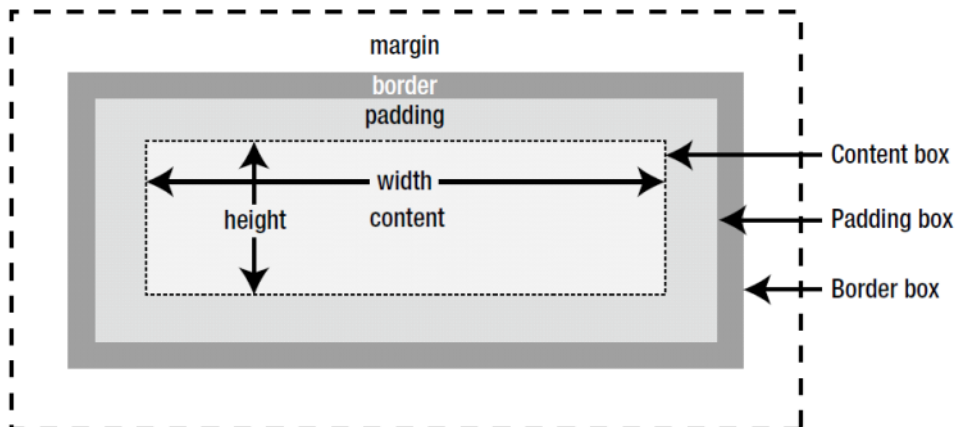 margin
border
padding
Content box
width
height
content
Padding box
Border box